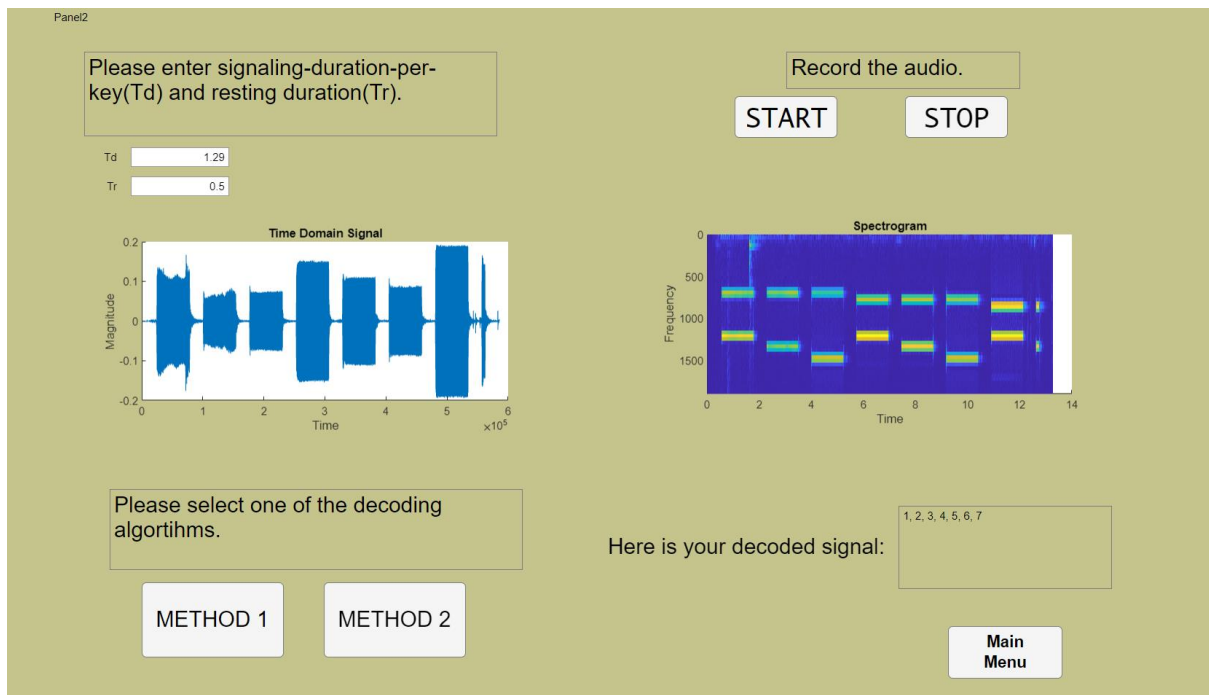 Panel2
Please enter signaling-duration-per-
key(Td) and resting duration(Tr).
Td
1.29
Tr
0.5
Record the audio.
START
STOP
Time Domain Signal
Magnitude
0.2
0.1
0
-0.1
-0.2
0 1 2 3 4 5 6
Time
×10⁵
Spectrogram
Frequency
0
500
1000
1500
0 2 4 6 8 10 12 14
Time
Please select one of the decoding
algortihms.
METHOD 1
METHOD 2
Here is your decoded signal:
1, 2, 3, 4, 5, 6, 7
Main
Menu